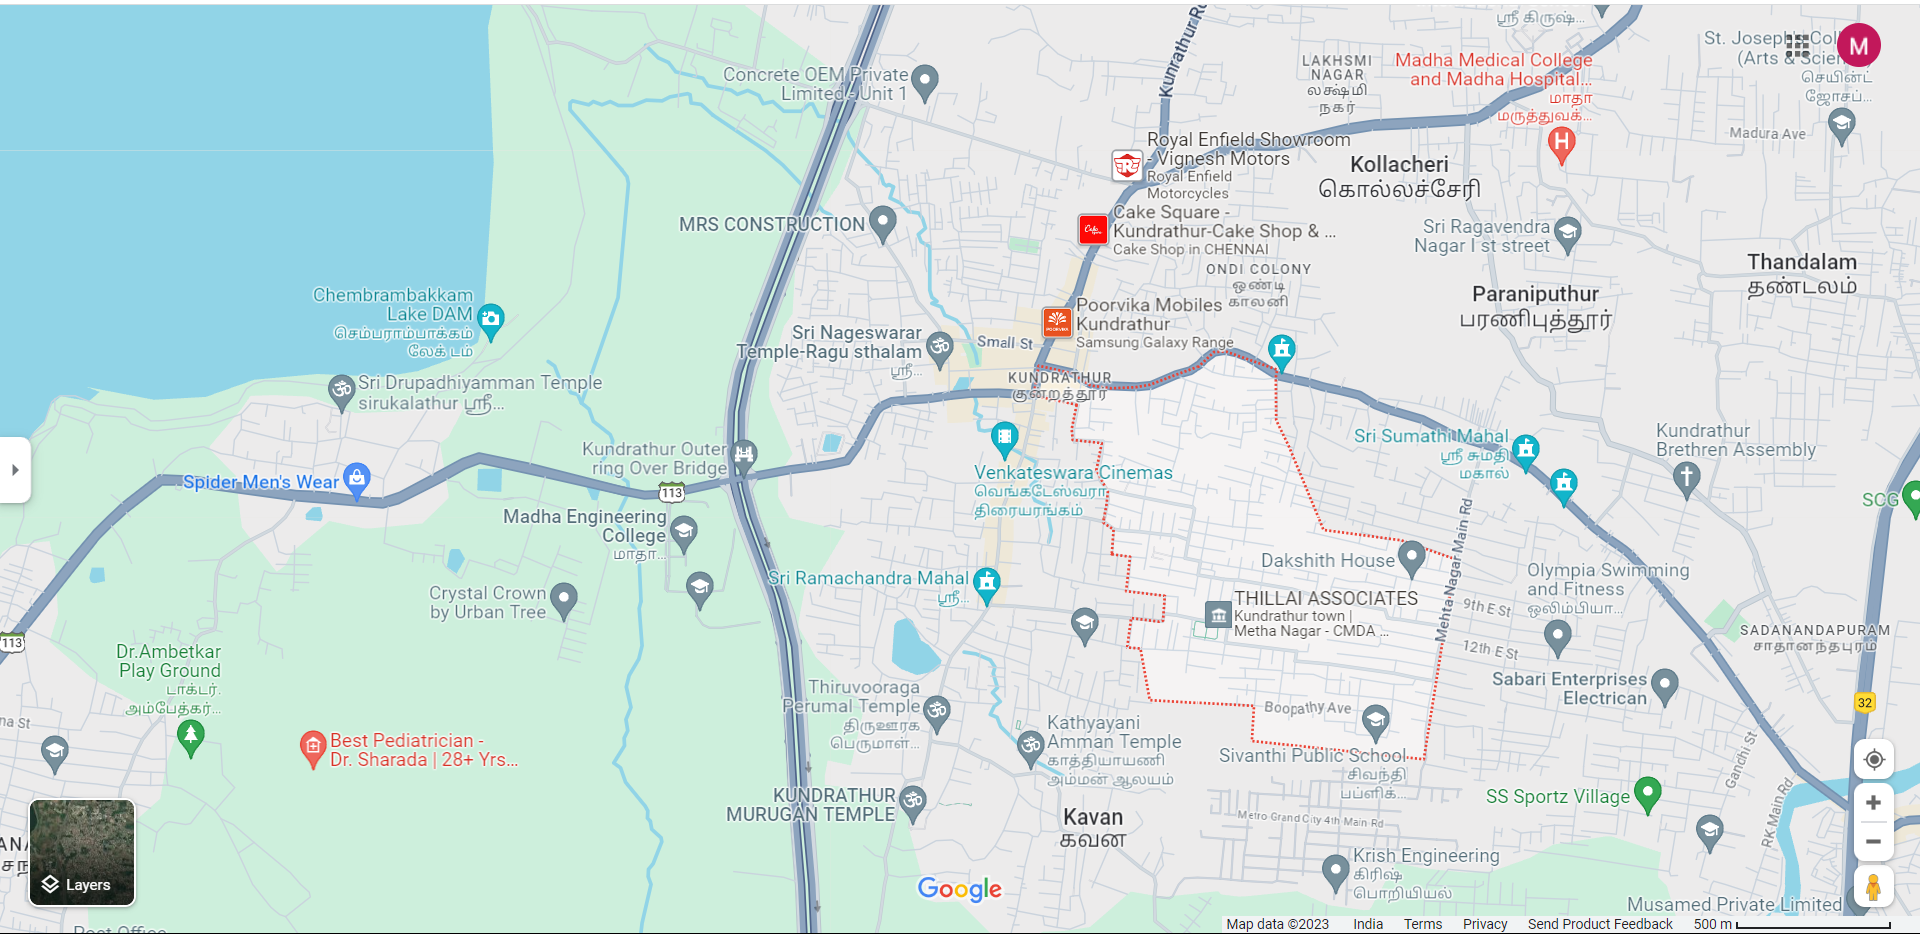 ஸ்ரீ கிருஷ்...
Kunrathur Rd
St. Joseph's Col
(Arts & Scien
செயின்ட்
ஜோசப்...
M
Madha Medical College
and Madha Hospital...
மாதா
மருத்துவக்...
LAKHSMI
NAGAR
லக்ஷ்மி
நகர்
Concrete OEM Private
Limited - Unit 1
Madura Ave
Royal Enfield Showroom
- Vignesh Motors
Royal Enfield
Motorcycles
Kollacheri
கொல்லச்சேரி
MRS CONSTRUCTION
Cake Square -
Kundrathur-Cake Shop & ...
Cake Shop in CHENNAI
Sri Ragavendra
Nagar I st street
ONDI COLONY
ஒண்டி
காலனி
Thandalam
தண்டலம்
Chembrambakkam
Lake DAM
செம்பராம்பாக்கம்
லேக் டம்
Paraniputhur
பரணிபுத்தூர்
Poorvika Mobiles
Kundrathur
Samsung Galaxy Range
POORVIKA
Sri Nageswarar
Temple-Ragu sthalam
ஸ்ரீ...
Small St
KUNDRATHUR
குன்றத்தூர்
Sri Drupadhiyamman Temple
sirukalathur ஸ்ரீ...
Kundrathur Outer
ring Over Bridge
Sri Sumathi Mahal
ஸ்ரீ சுமதி
மகால்
Kundrathur
Brethren Assembly
Venkateswara Cinemas
வெங்கடேஸ்வரா
திரையரங்கம்
Spider Men's Wear
113
SCG
Madha Engineering
College
மாதா...
Mehta Nagar Main Rd
Dakshith House
Olympia Swimming
and Fitness
ஒலிம்பியா...
Sri Ramachandra Mahal
ஸ்ரீ...
Crystal Crown
by Urban Tree
THILLAI ASSOCIATES
Kundrathur town |
Metha Nagar - CMDA ...
9th E St
12th E St
SADANANDAPURAM
சாதானந்தபுரம்
113
Dr.Ambetkar
Play Ground
டாக்டர்.
அம்பேத்கர்...
Thiruvooraga
Perumal Temple
திருஊரக
பெருமாள்...
Sabari Enterprises
Electrican
32
Boopathy Ave
na St
Kathyayani
Amman Temple
காத்தியாயணி
அம்மன் ஆலயம்
Best Pediatrician -
Dr. Sharada | 28+ Yrs...
Sivanthi Public School
சிவந்தி
பப்ளிக்...
Gandhi St
KUNDRATHUR
MURUGAN TEMPLE
SS Sportz Village
RK Main Rd
Kavan
கவன
Metro Grand City 4th Main Rd
Krish Engineering
கிரிஷ்
பொறியியல்
Layers
Google
Musamed Private Limited
Post Office
Map data ©2023 India Terms Privacy Send Product Feedback 500 m